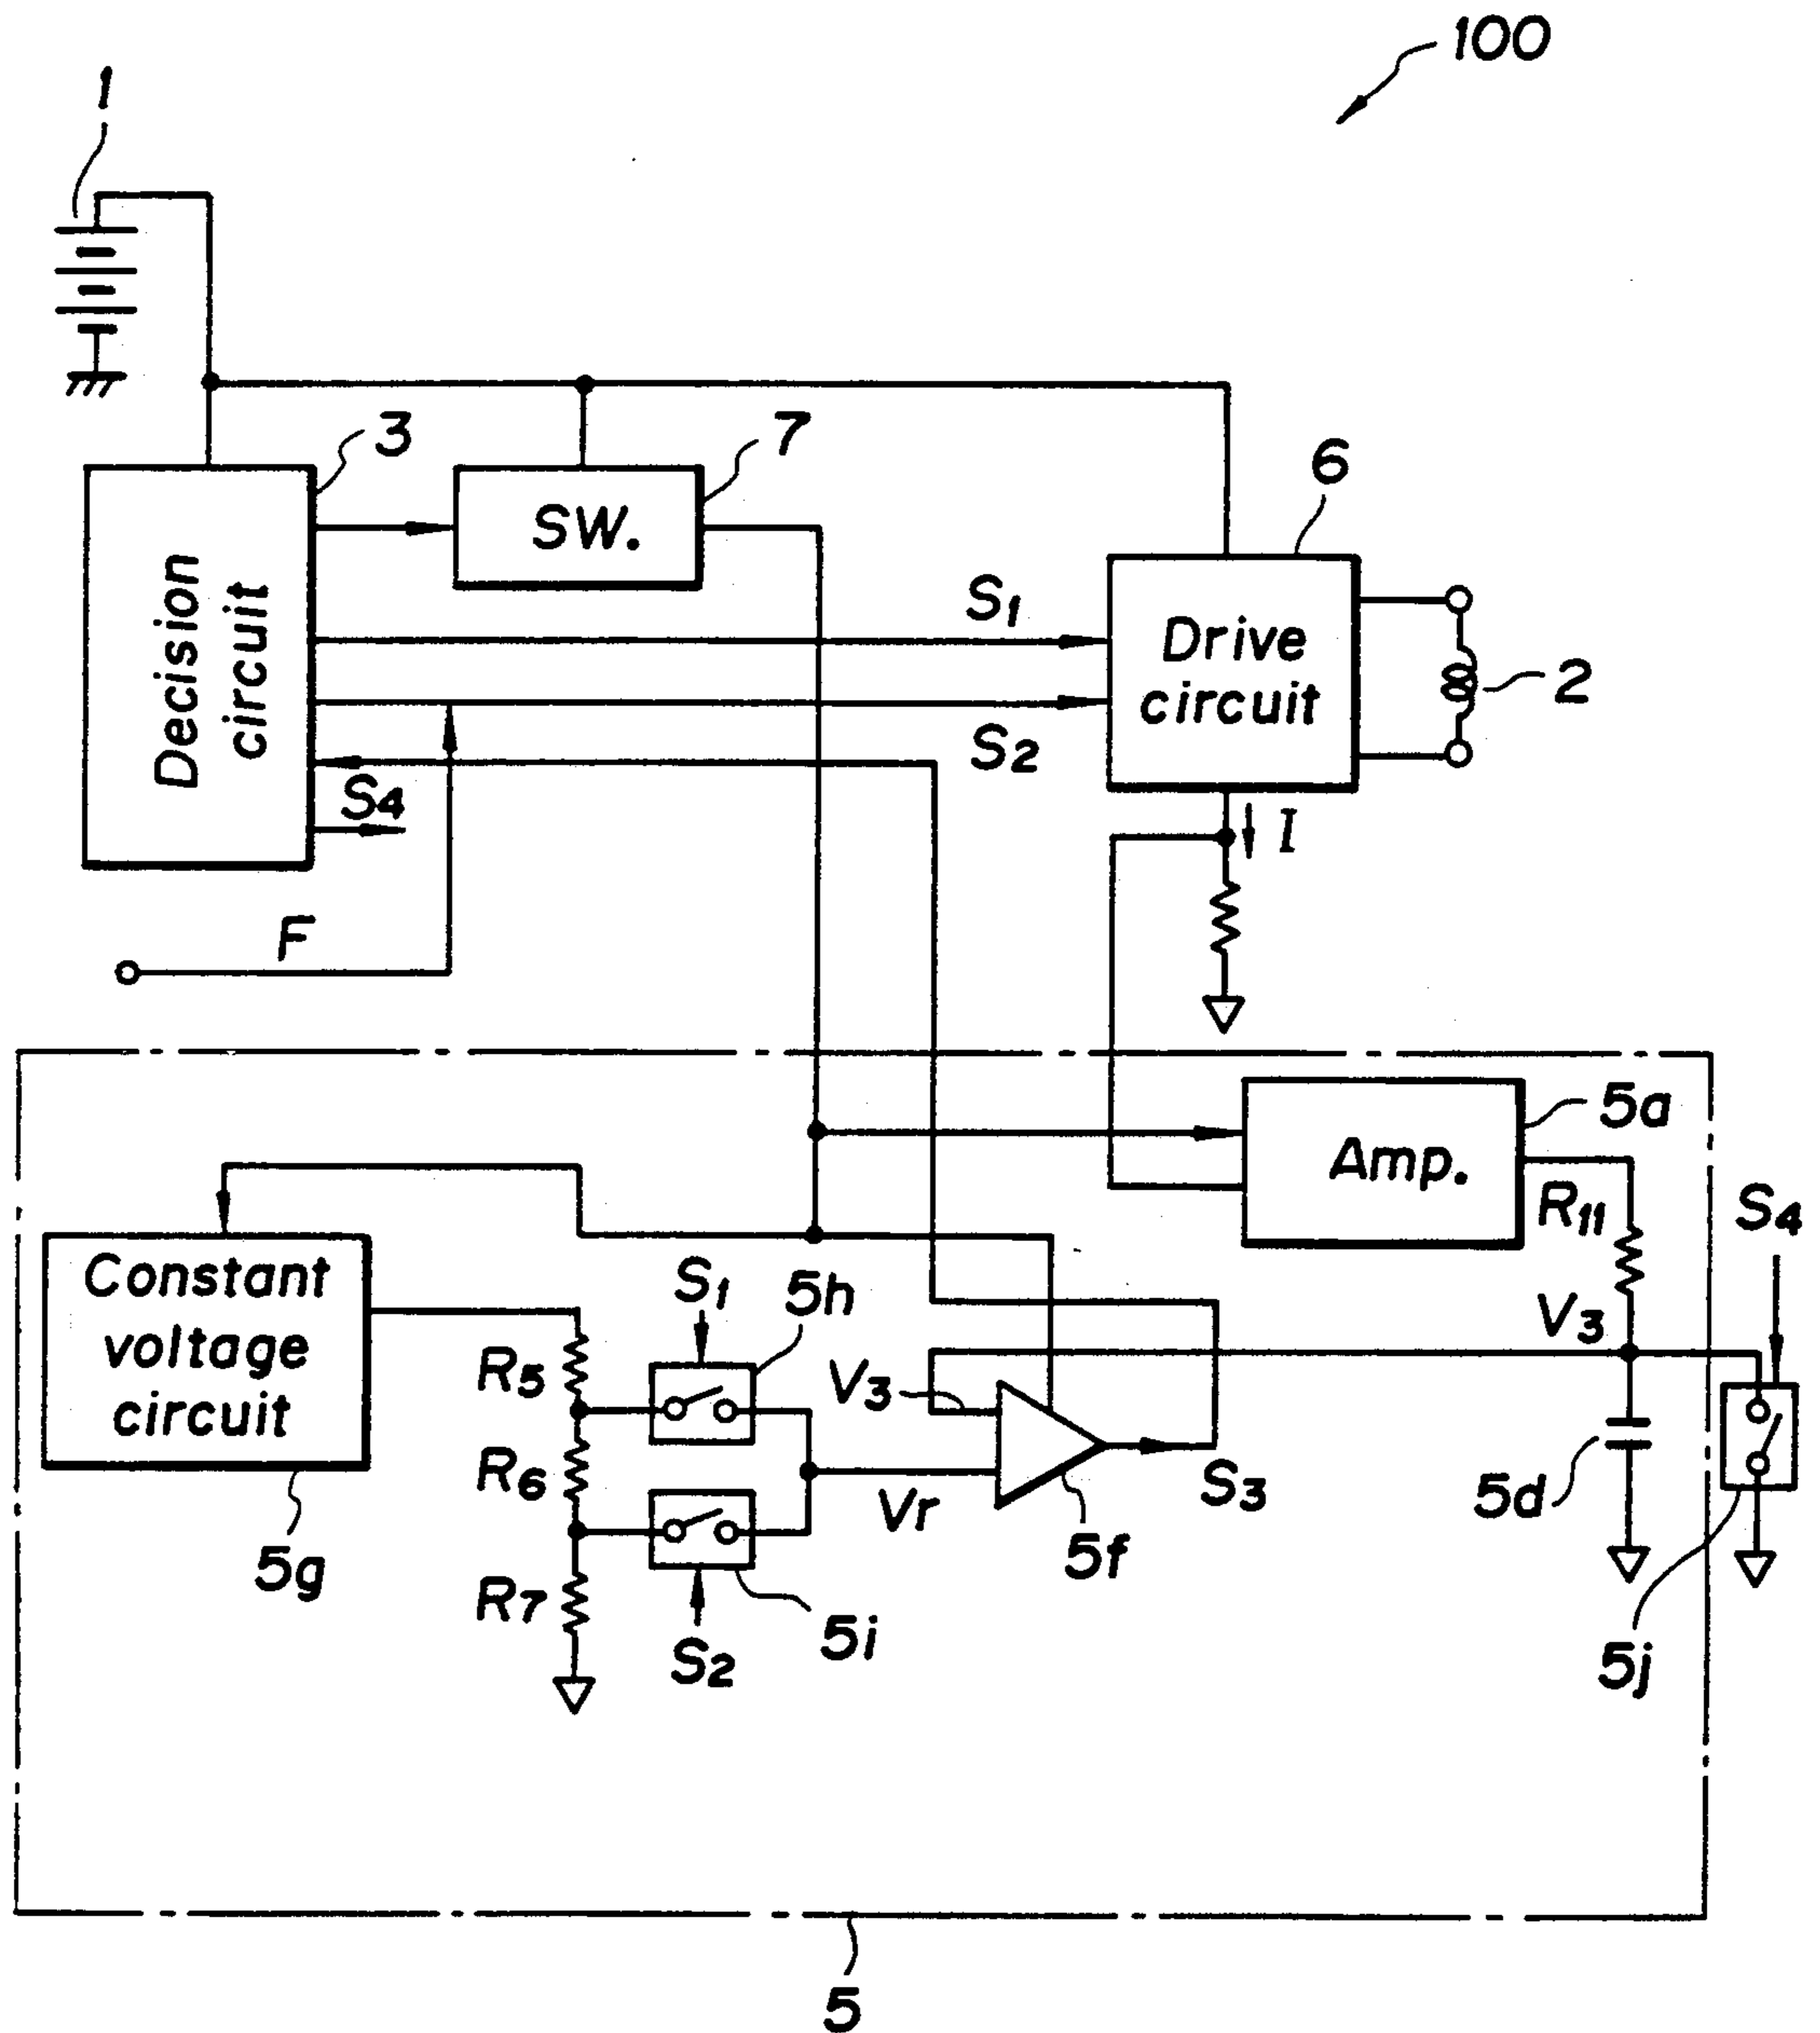 100
1
3
7
6
SW.
Decision
circuit
S1
Drive
circuit
2
S2
S4
I
F
5a
Amp.
R11
S4
Constant
voltage
circuit
S1
5h
V3
R5
V3
R6
Vr
S3
5d
5g
5f
R7
5i
S2
5j
5